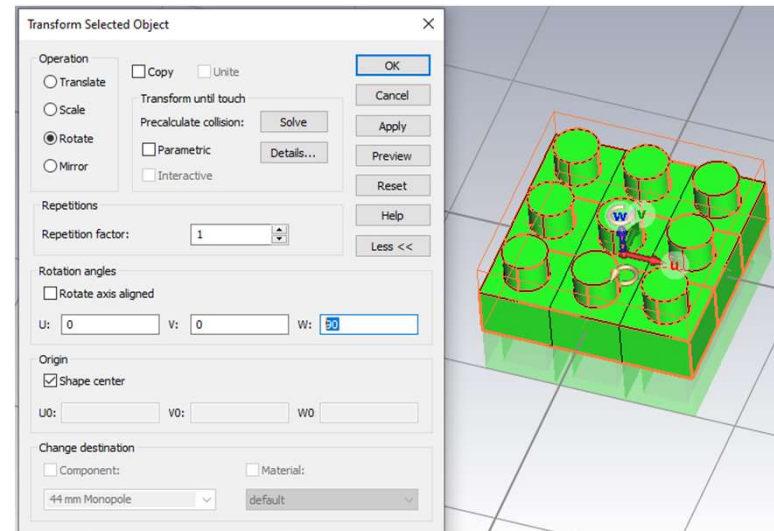 Transform Selected Object
Operation
Translate
Scale
Rotate
Mirror
Copy
Unite
Transform until touch
Precalculate collision:
Solve
Parametric
Details...
Interactive
OK
Cancel
Apply
Preview
Reset
Help
Less <<
Repetitions
Repetition factor:
1
Rotation angles
Rotate axis aligned
U: 0 V: 0 W: 90
Origin
Shape center
U0: V0: W0
Change destination
Component:
Material:
44 mm Monopole
default
w v
u